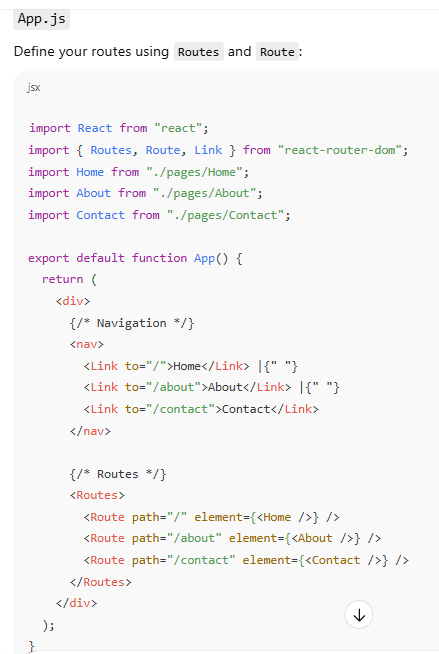 App.js
Define your routes using Routes and Route:
jsx
import React from "react";
import { Routes, Route, Link } from "react-router-dom";
import Home from "./pages/Home";
import About from "./pages/About";
import Contact from "./pages/Contact";
export default function App() {
return (
<div>
{/* Navigation */}
<nav>
<Link to="/">Home</Link> |{" "}
<Link to="/about">About</Link> |{" "}
<Link to="/contact">Contact</Link>
</nav>
{/* Routes */}
<Routes>
<Route path="/" element={<Home />} />
<Route path="/about" element={<About />} />
<Route path="/contact" element={<Contact />} />
</Routes>
</div>
);
}